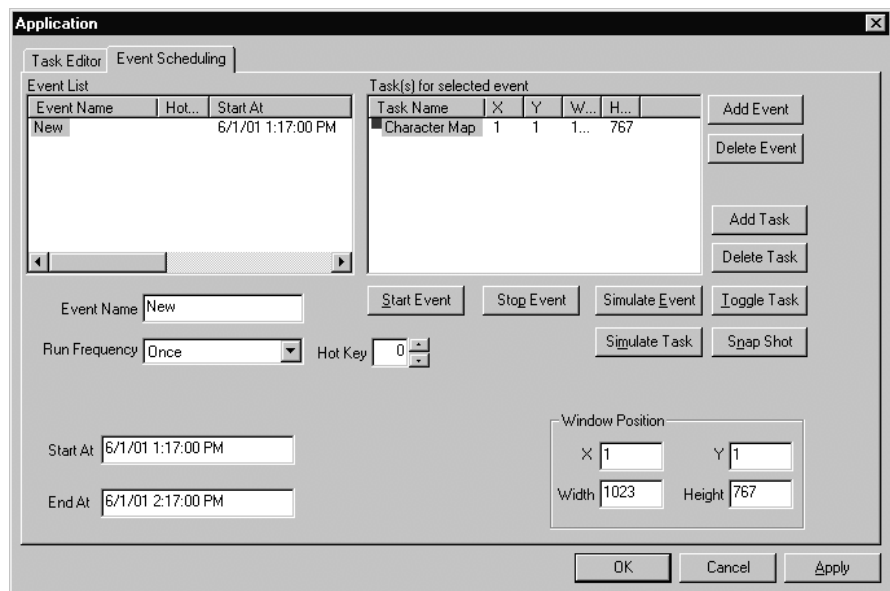 Application
Task Editor Event Scheduling
Event List
Event Name Hot... Start At
New 6/1/01 1:17:00 PM
Task(s) for selected event
Task Name X Y W... H...
Character Map 1 1 1... 767
Add Event
Delete Event
Add Task
Delete Task
Start Event Stop Event Simulate Event Toggle Task
Simulate Task Snap Shot
Event Name New
Run Frequency Once Hot Key 0
Start At 6/1/01 1:17:00 PM
End At 6/1/01 2:17:00 PM
Window Position
X 1 Y 1
Width 1023 Height 767
OK Cancel Apply